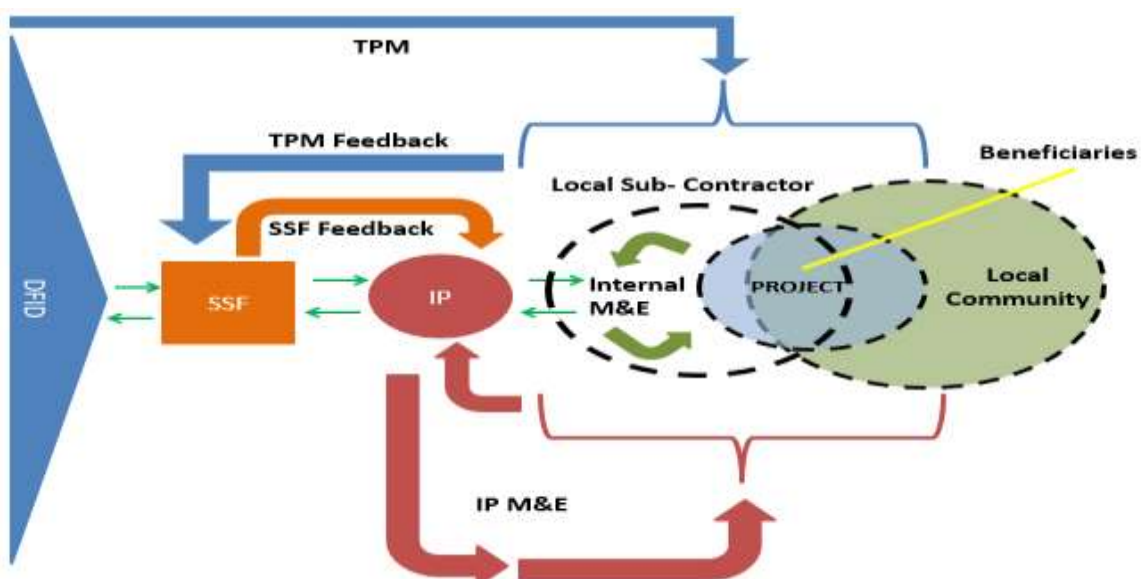 TPM
TPM Feedback
Beneficiaries
Local Sub- Contractor
SSF Feedback
DFID
SSF
IP
Internal
M&E
PROJECT
Local
Community
IP M&E